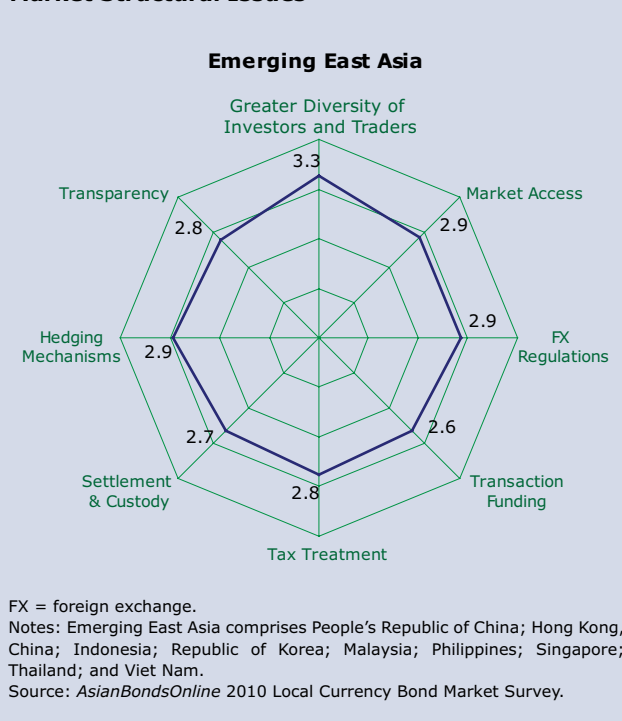 Market Structural Issues
Emerging East Asia
Greater Diversity of
Investors and Traders
3.3
Transparency
Market Access
2.8
2.9
Hedging
Mechanisms
2.9
2.9
FX
Regulations
2.7
2.6
Settlement
& Custody
Transaction
Funding
2.8
Tax Treatment
FX = foreign exchange.
Notes: Emerging East Asia comprises People’s Republic of China; Hong Kong,
China; Indonesia; Republic of Korea; Malaysia; Philippines; Singapore;
Thailand; and Viet Nam.
Source: AsianBondsOnline 2010 Local Currency Bond Market Survey.